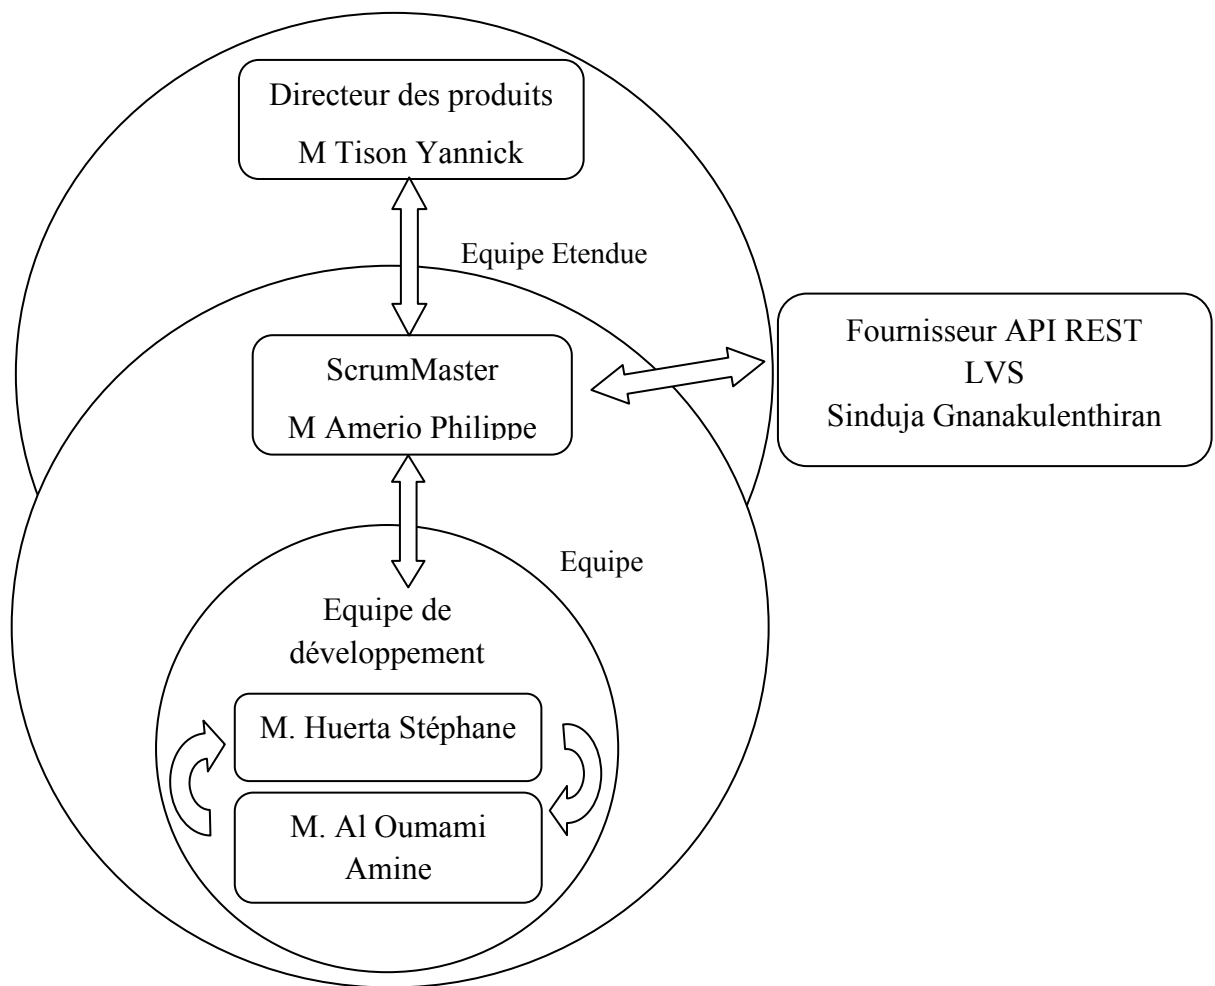 Directeur des produits
M Tison Yannick
Equipe Etendue
ScrumMaster
M Amerio Philippe
Fournisseur API REST
LVS
Sinduja Gnanakulenthiran
Equipe
Equipe de
développement
M. Huerta Stéphane
M. Al Oumami
Amine